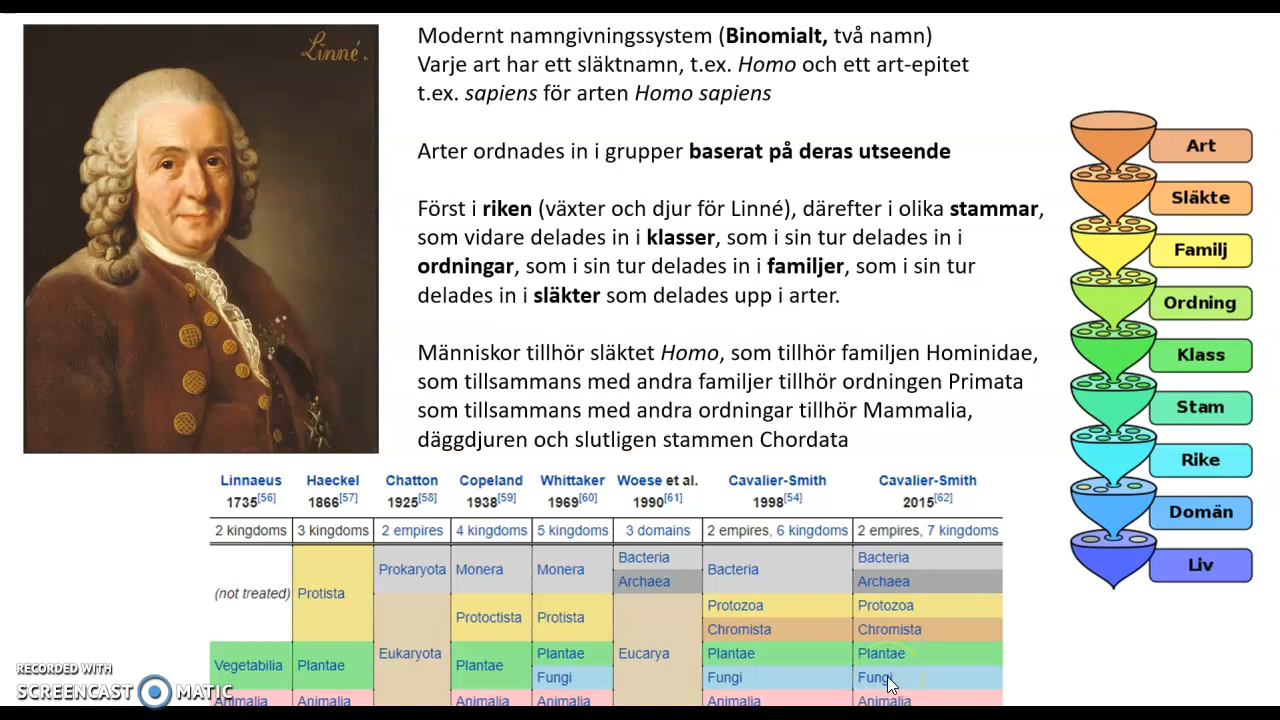 Linné.
Modernt namngivningssystem (Binomialt, två namn)
Varje art har ett släktnamn, t.ex. Homo och ett art-epitet
t.ex. sapiens för arten Homo sapiens
Arter ordnades in i grupper baserat på deras utseende
Först i riken (växter och djur för Linné), därefter i olika stammar,
som vidare delades in i klasser, som i sin tur delades in i
ordningar, som i sin tur delades in i familjer, som i sin tur
delades in i släkter som delades upp i arter.
Människor tillhör släktet Homo, som tillhör familjen Hominidae,
som tillsammans med andra familjer tillhör ordningen Primata
som tillsammans med andra ordningar tillhör Mammalia,
däggdjuren och slutligen stammen Chordata
Art
Släkte
Familj
Ordning
Klass
Stam
Rike
Domän
Liv
Linnaeus Haeckel Chatton Copeland Whittaker Woese et al. Cavalier-Smith Cavalier-Smith
1735[56] 1866[57] 1925[58] 1938[59] 1969[60] 1990[61] 1998[54] 2015[62]
2 kingdoms 3 kingdoms 2 empires 4 kingdoms 5 kingdoms 3 domains 2 empires, 6 kingdoms 2 empires, 7 kingdoms
Bacteria Bacteria
Prokaryota Monera Monera Bacteria
Archaea Archaea
(not treated) Protista
Protozoa Protozoa
Protoctista Protista
Chromista Chromista
Eukaryota Plantae Eucarya Plantae Plantae
Vegetabilia Plantae Plantae
Fungi Fungi Fungi
Animalia Animalia Animalia Animalia Animalia Animalia
RECORDED WITH
SCREENCAST MATIC